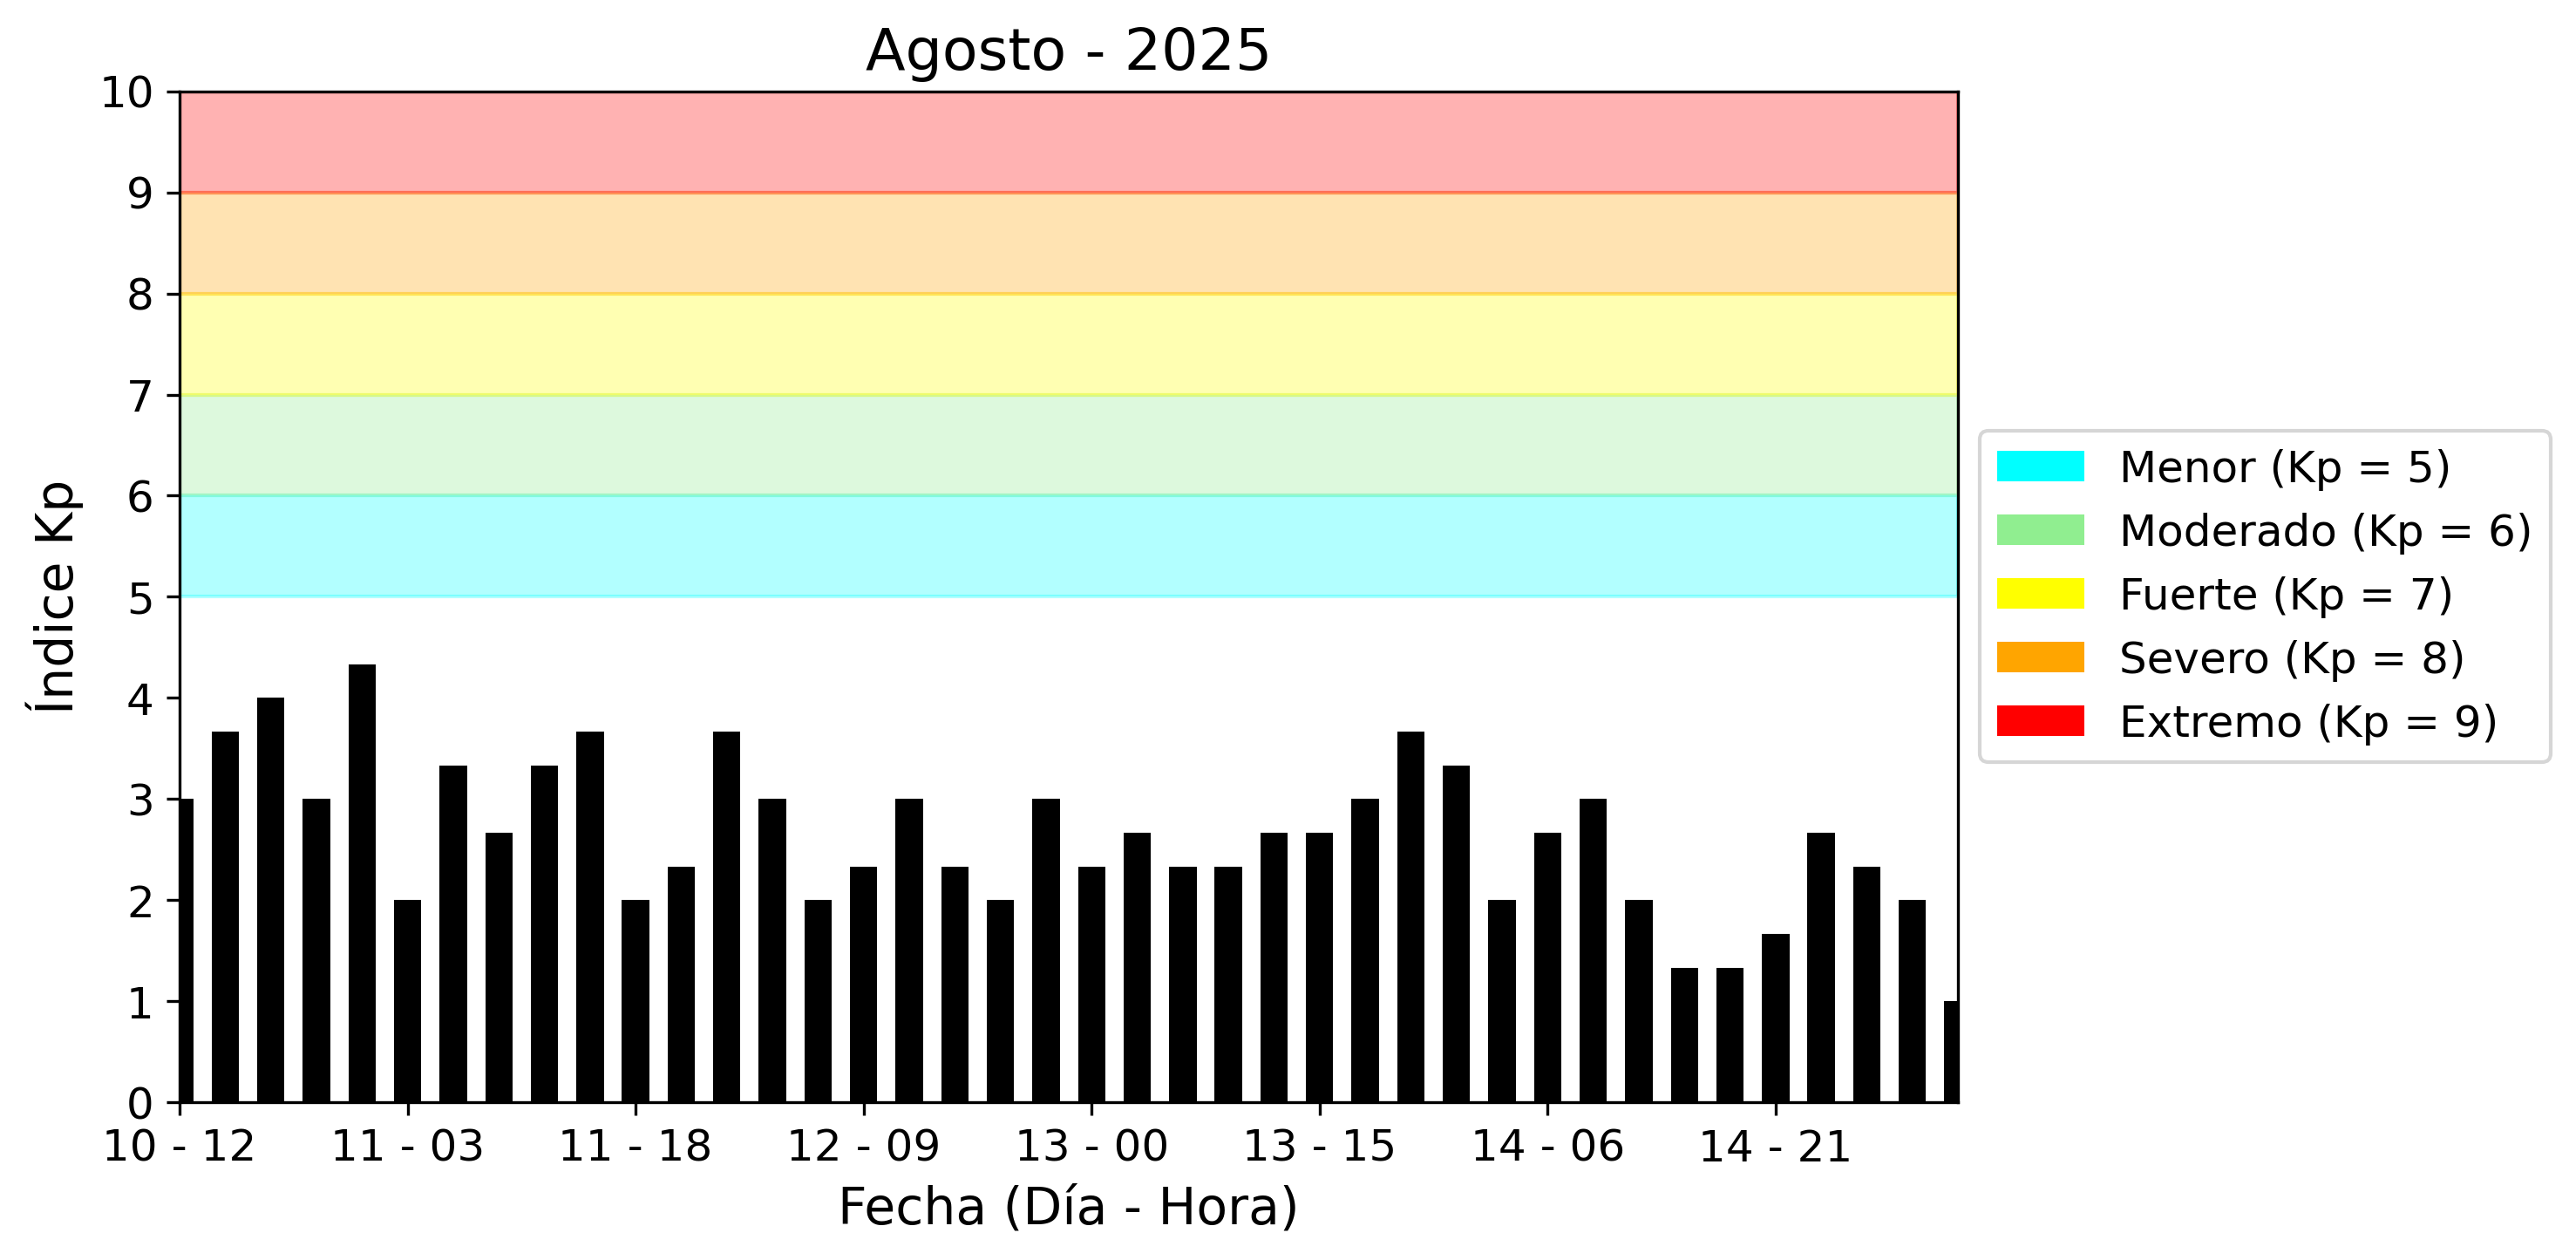 Agosto - 2025
Índice Kp
10
9
8
7
6
5
4
3
2
1
0
10 - 12
11 - 03
11 - 18
12 - 09
13 - 00
13 - 15
14 - 06
14 - 21
Fecha (Día - Hora)
Menor (Kp = 5)
Moderado (Kp = 6)
Fuerte (Kp = 7)
Severo (Kp = 8)
Extremo (Kp = 9)